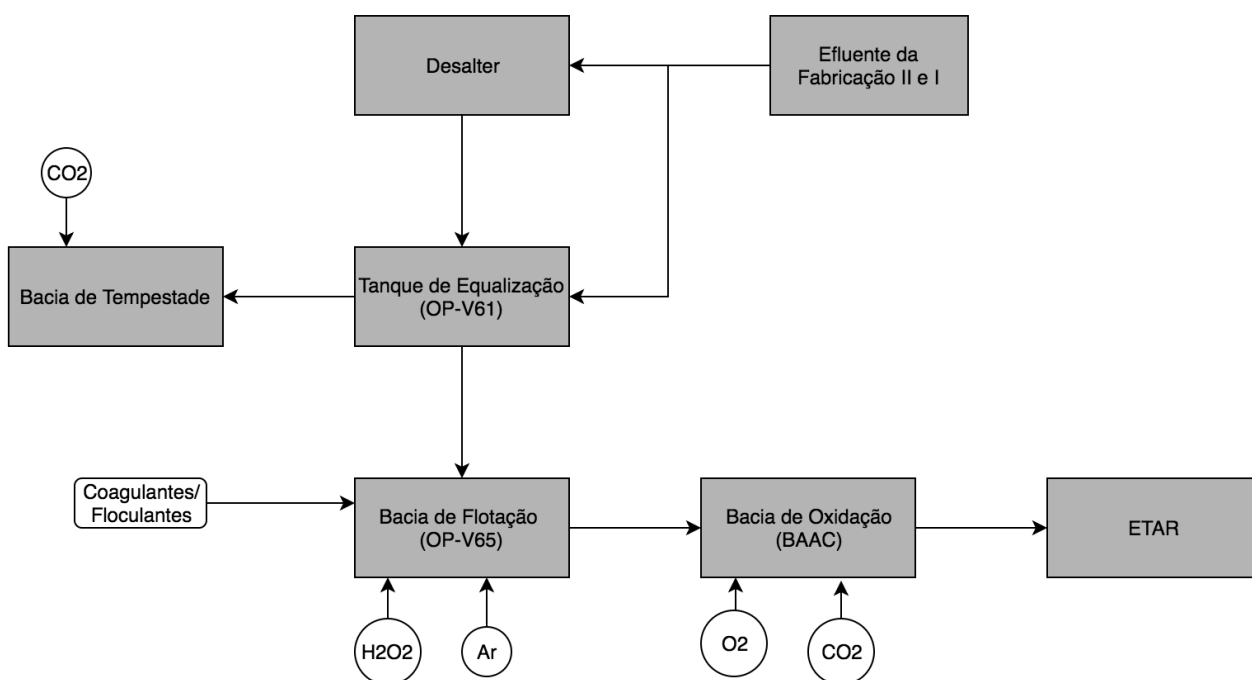 Desalter
Efluente da
Fabricação II e I
CO2
Bacia de Tempestade
Tanque de Equalização
(OP-V61)
Coagulantes/
Floculantes
Bacia de Flotação
(OP-V65)
Bacia de Oxidação
(BAAC)
ETAR
H2O2
Ar
O2
CO2